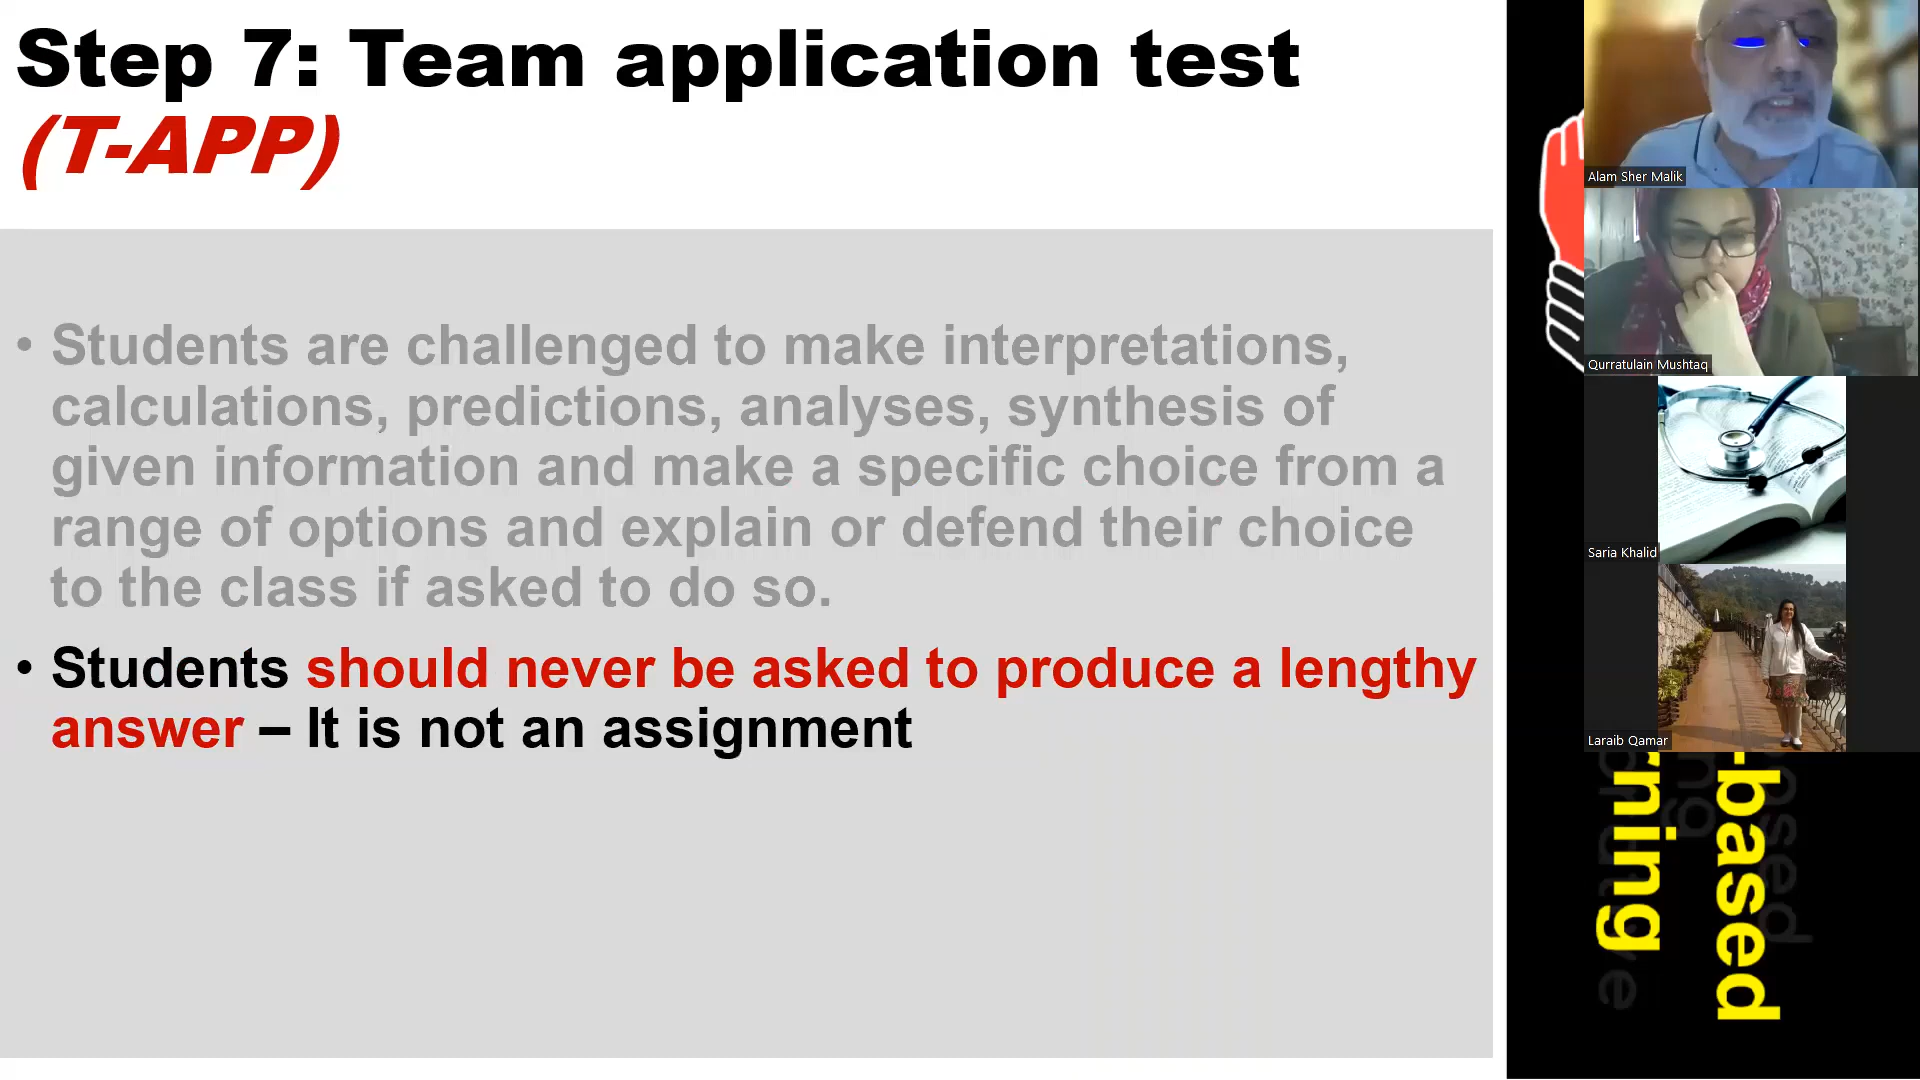 Step 7: Team application test
(T-APP)
• Students are challenged to make interpretations,
calculations, predictions, analyses, synthesis of
given information and make a specific choice from a
range of options and explain or defend their choice
to the class if asked to do so.
• Students should never be asked to produce a lengthy
answer – It is not an assignment
Alam Sher Malik
Qurratulain Mushtaq
Saria Khalid
Laraib Qamar
-based
rning